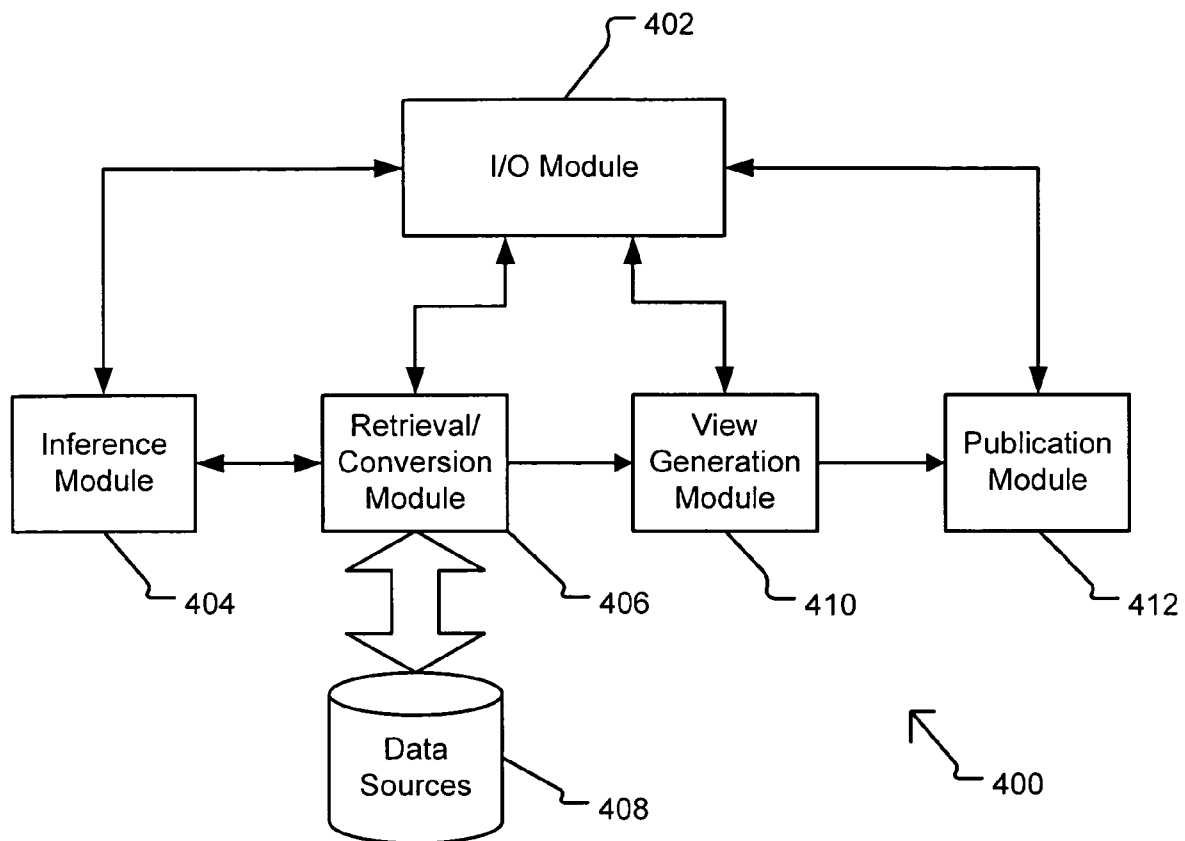 402
I/O Module
Inference
Module
Retrieval/
Conversion
Module
View
Generation
Module
Publication
Module
404
406
410
412
Data
Sources
408
400